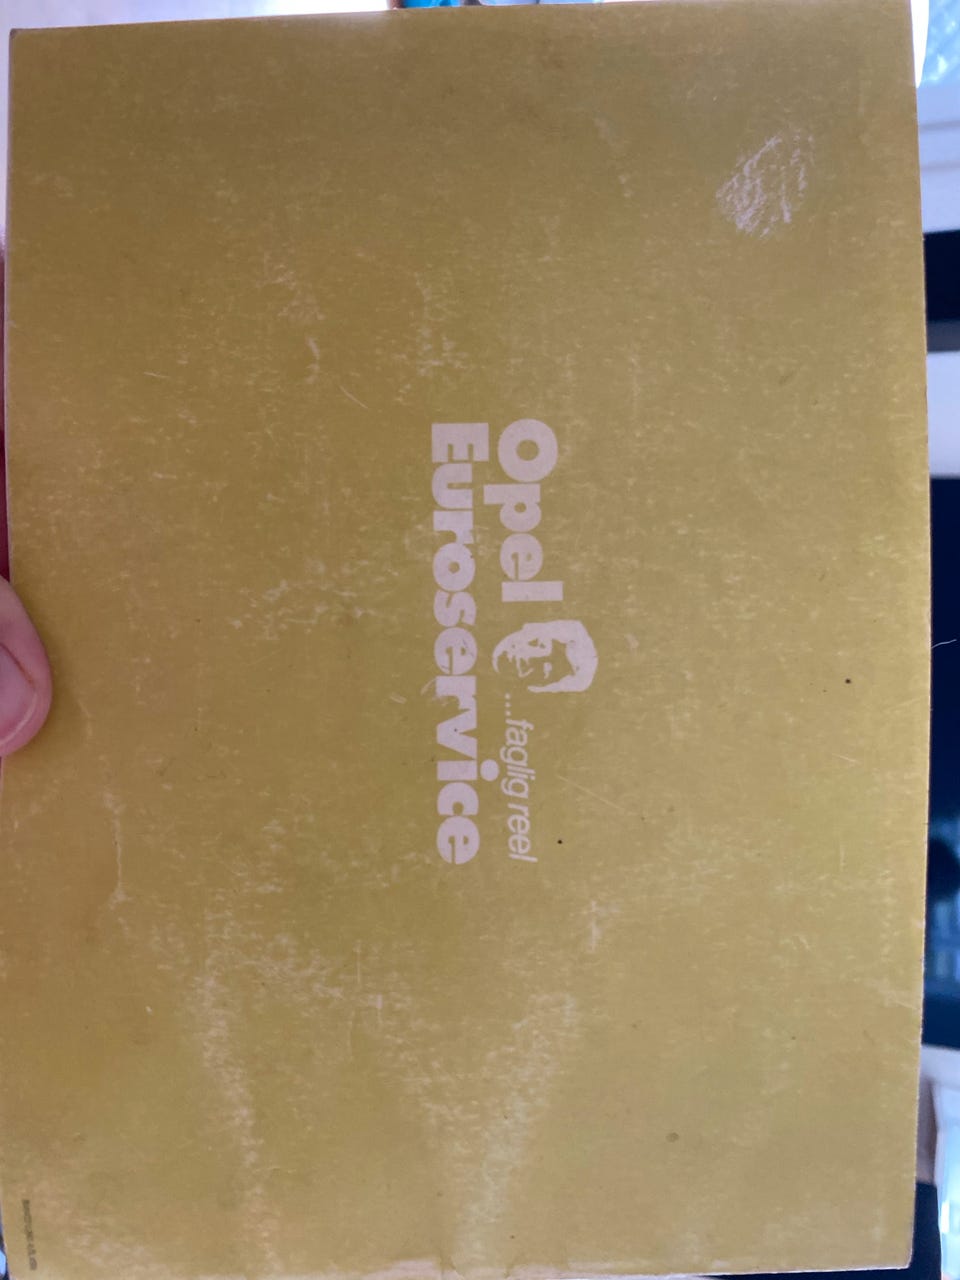 Opel ...faglig reel
Euroservice